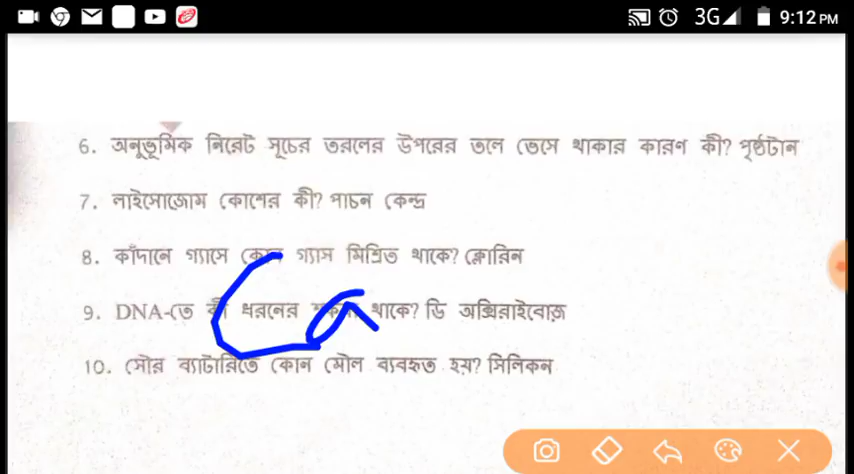 3G 9:12 PM
6. অনুভূমিক নিরেট সূচের তরলের উপরের তলে ভেসে থাকার কারণ কী? পৃষ্ঠটান
7. লাইসোজোম কোশের কী? পাচন কেন্দ্র
8. কাঁদানে গ্যাসে কোন গ্যাস মিশ্রিত থাকে? ক্লোরিন
9. DNA-তে কী ধরনের থাকে? ডি অক্সিরাইবোজ
10. সৌর ব্যাটারিতে কোন মৌল ব্যবহৃত হয়? সিলিকন